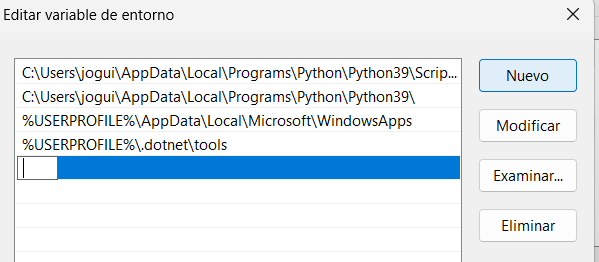 Editar variable de entorno
C:\Users\jogui\AppData\Local\Programs\Python\Python39\Scrip...
Nuevo
C:\Users\jogui\AppData\Local\Programs\Python\Python39\
%USERPROFILE%\AppData\Local\Microsoft\WindowsApps
Modificar
%USERPROFILE%\.dotnet\tools
Examinar...
Eliminar